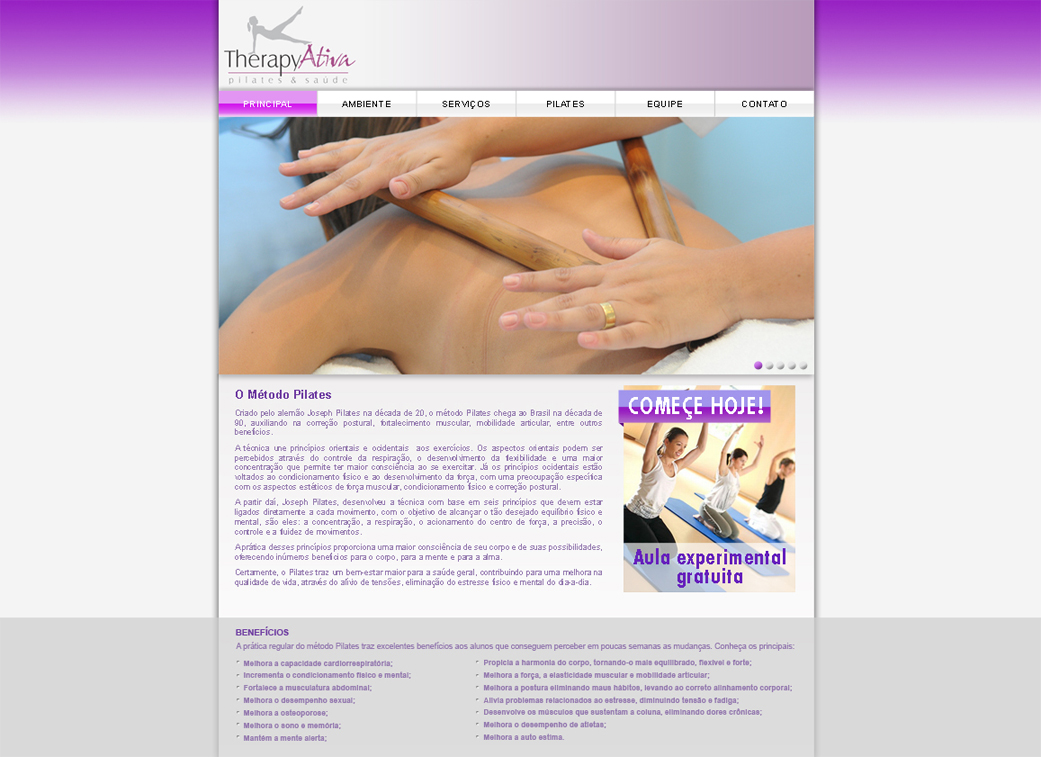 TherapyAtiva
pilates & saúde
PRINCIPAL
AMBIENTE
SERVIÇOS
PILATES
EQUIPE
CONTATO
O Método Pilates
Criado pelo alemão Joseph Pilates na década de 20, o método Pilates chega ao Brasil na década de
90, auxiliando na correção postural, fortalecimento muscular, mobilidade articular, entre outros
benefícios.
A técnica une princípios orientais e ocidentais aos exercícios. Os aspectos orientais podem ser
percebidos através do controle da respiração, o desenvolvimento da flexibilidade e uma maior
concentração que permite ter maior consciência ao se exercitar. Já os princípios ocidentais estão
voltados ao condicionamento físico e ao desenvolvimento da força, com uma preocupação específica
com os aspectos estéticos de força muscular, condicionamento físico e correção postural.
A partir daí, Joseph Pilates, desenvolveu a técnica com base em seis princípios que devem estar
ligados diretamente a cada movimento, com o objetivo de alcançar o tão desejado equilíbrio físico e
mental, são eles: a concentração, a respiração, o acionamento do centro de força, a precisão, o
controle e a fluidez de movimentos.
A prática desses princípios proporciona uma maior consciência de seu corpo e de suas possibilidades,
oferecendo inúmeros benefícios para o corpo, para a mente e para a alma.
Certamente, o Pilates traz um bem-estar maior para a saúde geral, contribuindo para uma melhora na
qualidade de vida, através do alívio de tensões, eliminação do estresse físico e mental do dia-a-dia.
COMEÇE HOJE!
Aula experimental
gratuita
BENEFÍCIOS
A prática regular do método Pilates traz excelentes benefícios aos alunos que conseguem perceber em poucas semanas as mudanças. Conheça os principais:
Melhora a capacidade cardiorrespiratória;
Incrementa o condicionamento físico e mental;
Fortalece a musculatura abdominal;
Melhora o desempenho sexual;
Melhora a osteoporose;
Melhora o sono e memória;
Mantém a mente alerta;
Propicia a harmonia do corpo, tornando-o mais equilibrado, flexível e forte;
Melhora a força, a elasticidade muscular e mobilidade articular;
Melhora a postura eliminando maus hábitos, levando ao correto alinhamento corporal;
Alivia problemas relacionados ao estresse, diminuindo tensão e fadiga;
Desenvolve os músculos que sustentam a coluna, eliminando dores crônicas;
Melhora o desempenho de atletas;
Melhora a auto estima.